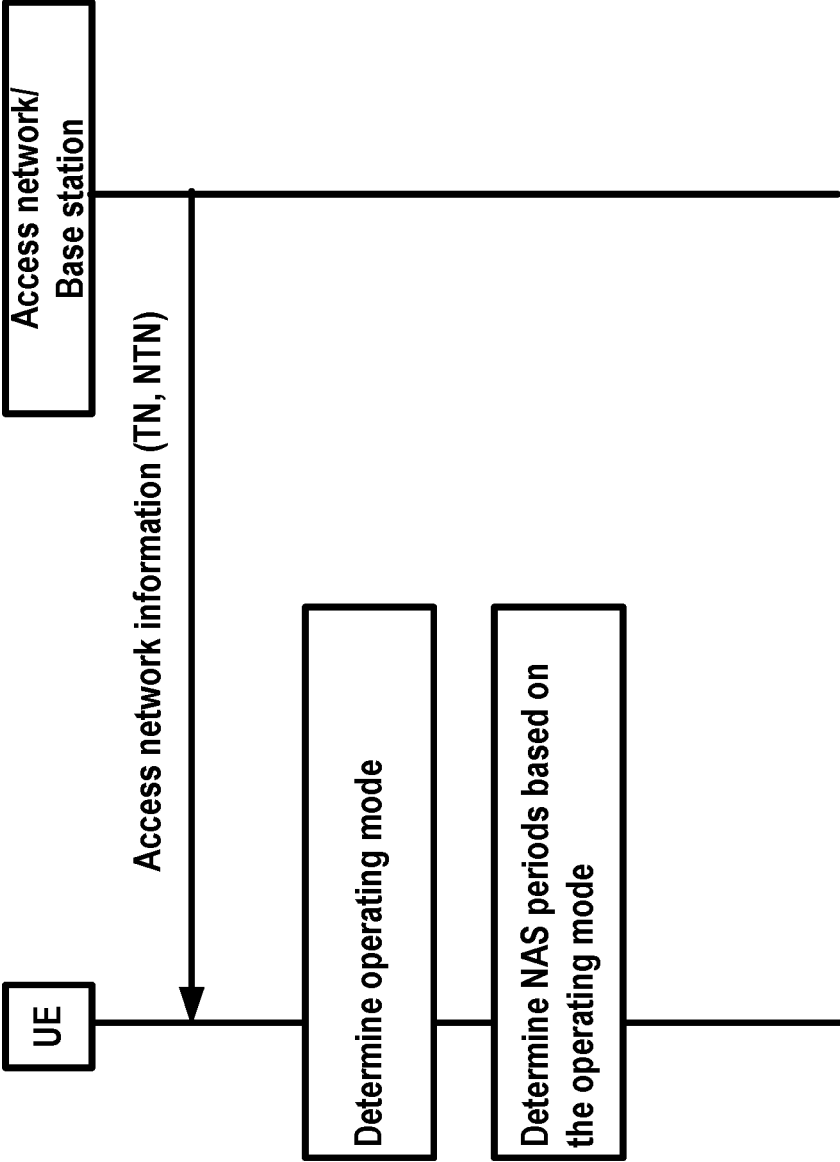 UE
Access network/
Base station
Access network information (TN, NTN)
Determine operating mode
Determine NAS periods based on
the operating mode